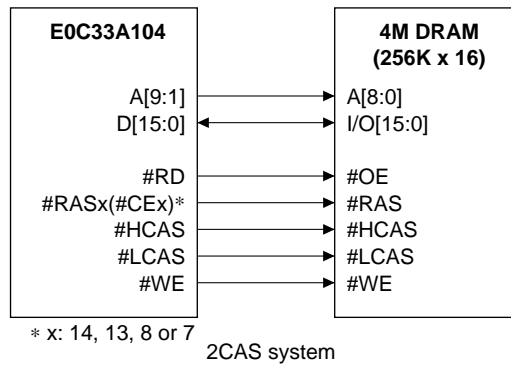 E0C33A104 4M DRAM
(256K x 16)
A[9:1] A[8:0]
D[15:0] I/O[15:0]
#RD #OE
#RASx(#CEx)* #RAS
#HCAS #HCAS
#LCAS #LCAS
#WE #WE
* x: 14, 13, 8 or 7
2CAS system